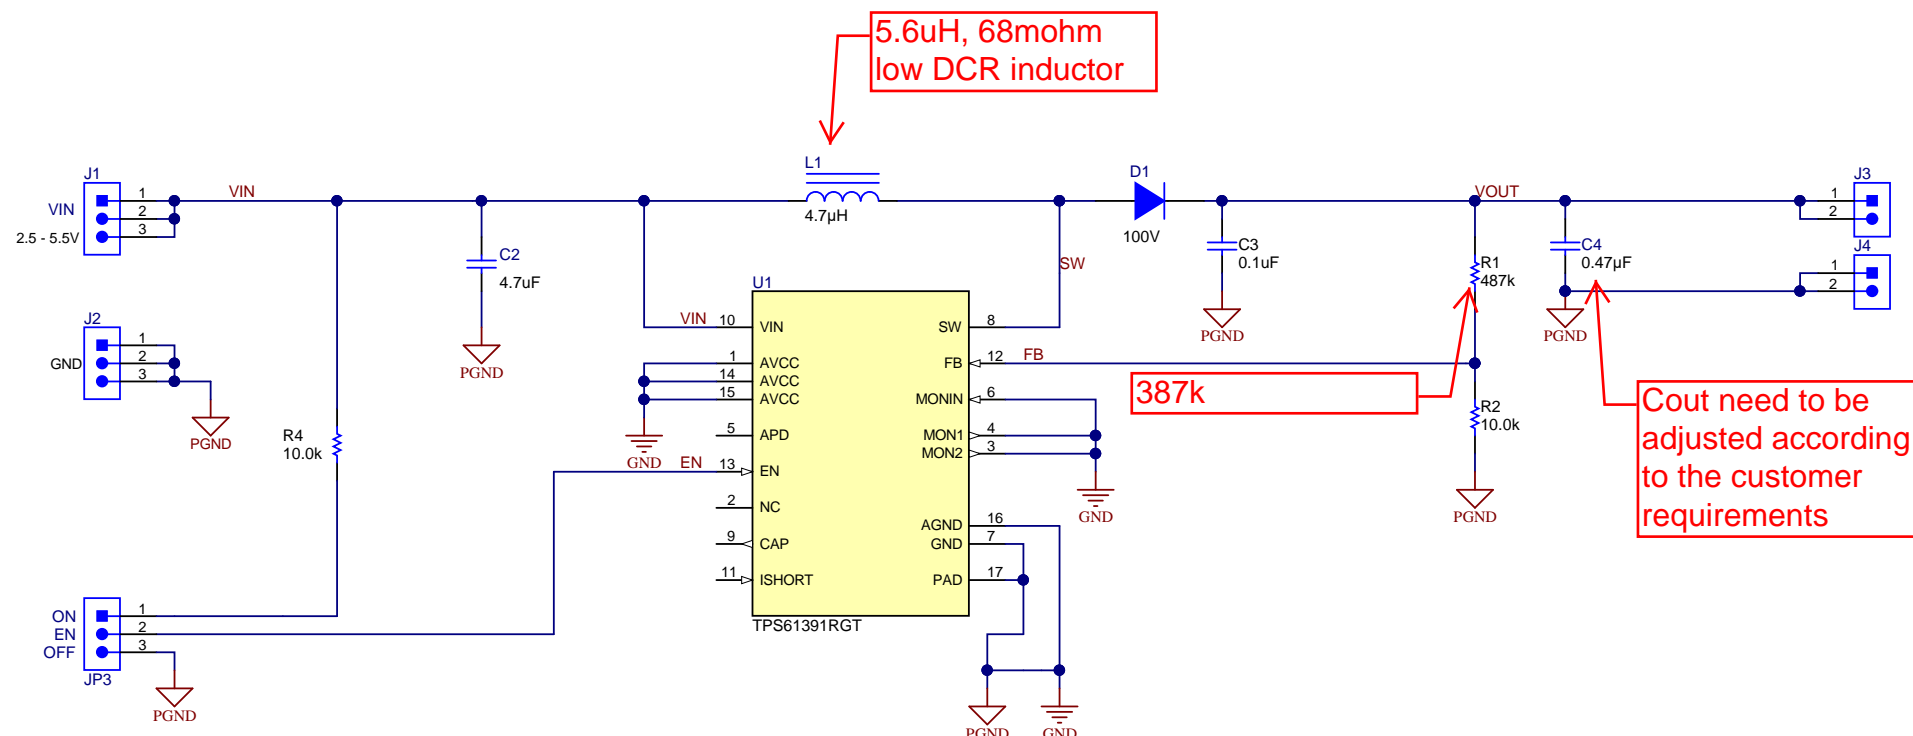 5.6uH, 68mohm
low DCR inductor
J1
1
2
3
VIN
2.5 - 5.5V
VIN
L1
4.7µH
D1
100V
VOUT
J3
1
2
C2
4.7uF
PGND
SW
C3
0.1uF
PGND
R1
487k
C4
0.47µF
PGND
J4
1
2
J2
1
2
3
GND
PGND
U1
VIN
10
VIN
1
AVCC
14
AVCC
15
AVCC
GND
5
APD
EN
13
EN
2
NC
9
CAP
11
ISHORT
SW
8
FB
12
FB
MONIN
6
MON1
4
MON2
3
GND
AGND
16
GND
7
PAD
17
TPS61391RGT
PGND
GND
387k
R2
10.0k
PGND
Cout need to be
adjusted according
to the customer
requirements
R4
10.0k
ON
EN
OFF
1
2
3
JP3
PGND